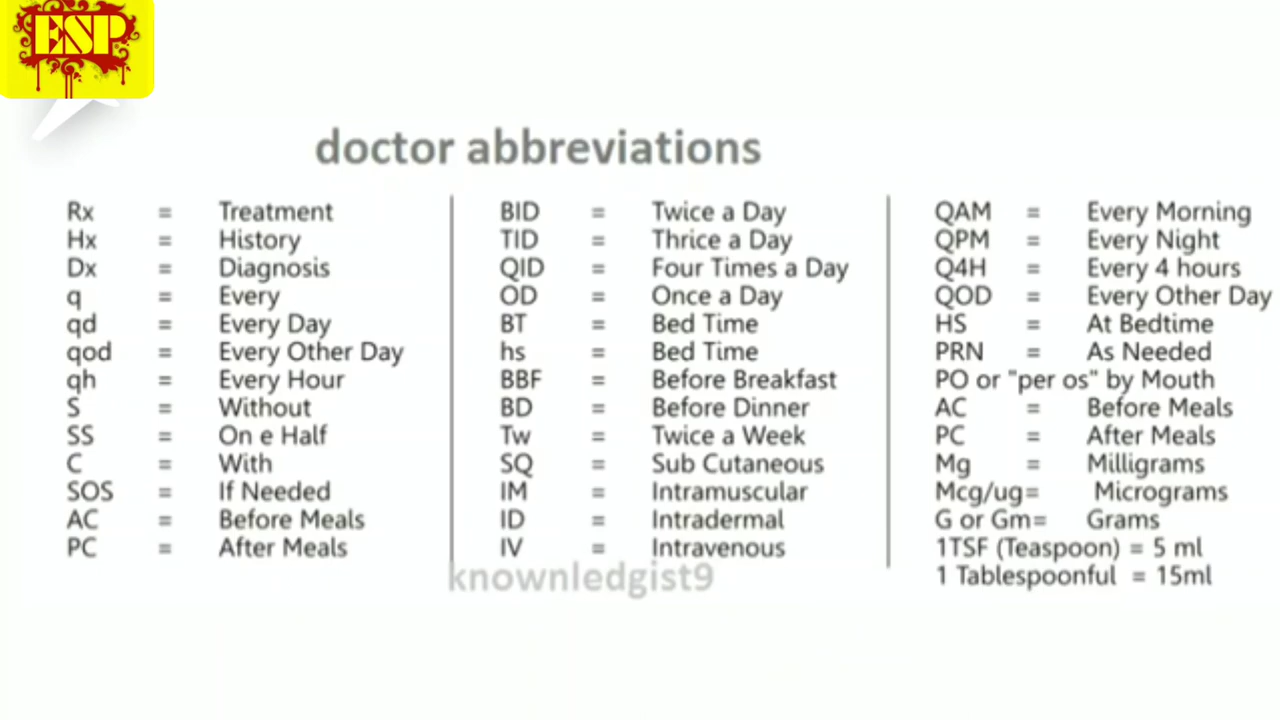 ESP
doctor abbreviations
Rx = Treatment
Hx = History
Dx = Diagnosis
q = Every
qd = Every Day
qod = Every Other Day
qh = Every Hour
S = Without
SS = On e Half
C = With
SOS = If Needed
AC = Before Meals
PC = After Meals
BID = Twice a Day
TID = Thrice a Day
QID = Four Times a Day
OD = Once a Day
BT = Bed Time
hs = Bed Time
BBF = Before Breakfast
BD = Before Dinner
Tw = Twice a Week
SQ = Sub Cutaneous
IM = Intramuscular
ID = Intradermal
IV = Intravenous
QAM = Every Morning
QPM = Every Night
Q4H = Every 4 hours
QOD = Every Other Day
HS = At Bedtime
PRN = As Needed
PO or "per os" by Mouth
AC = Before Meals
PC = After Meals
Mg = Milligrams
Mcg/ug= Micrograms
G or Gm= Grams
1TSF (Teaspoon) = 5 ml
1 Tablespoonful = 15ml
knownledgist9